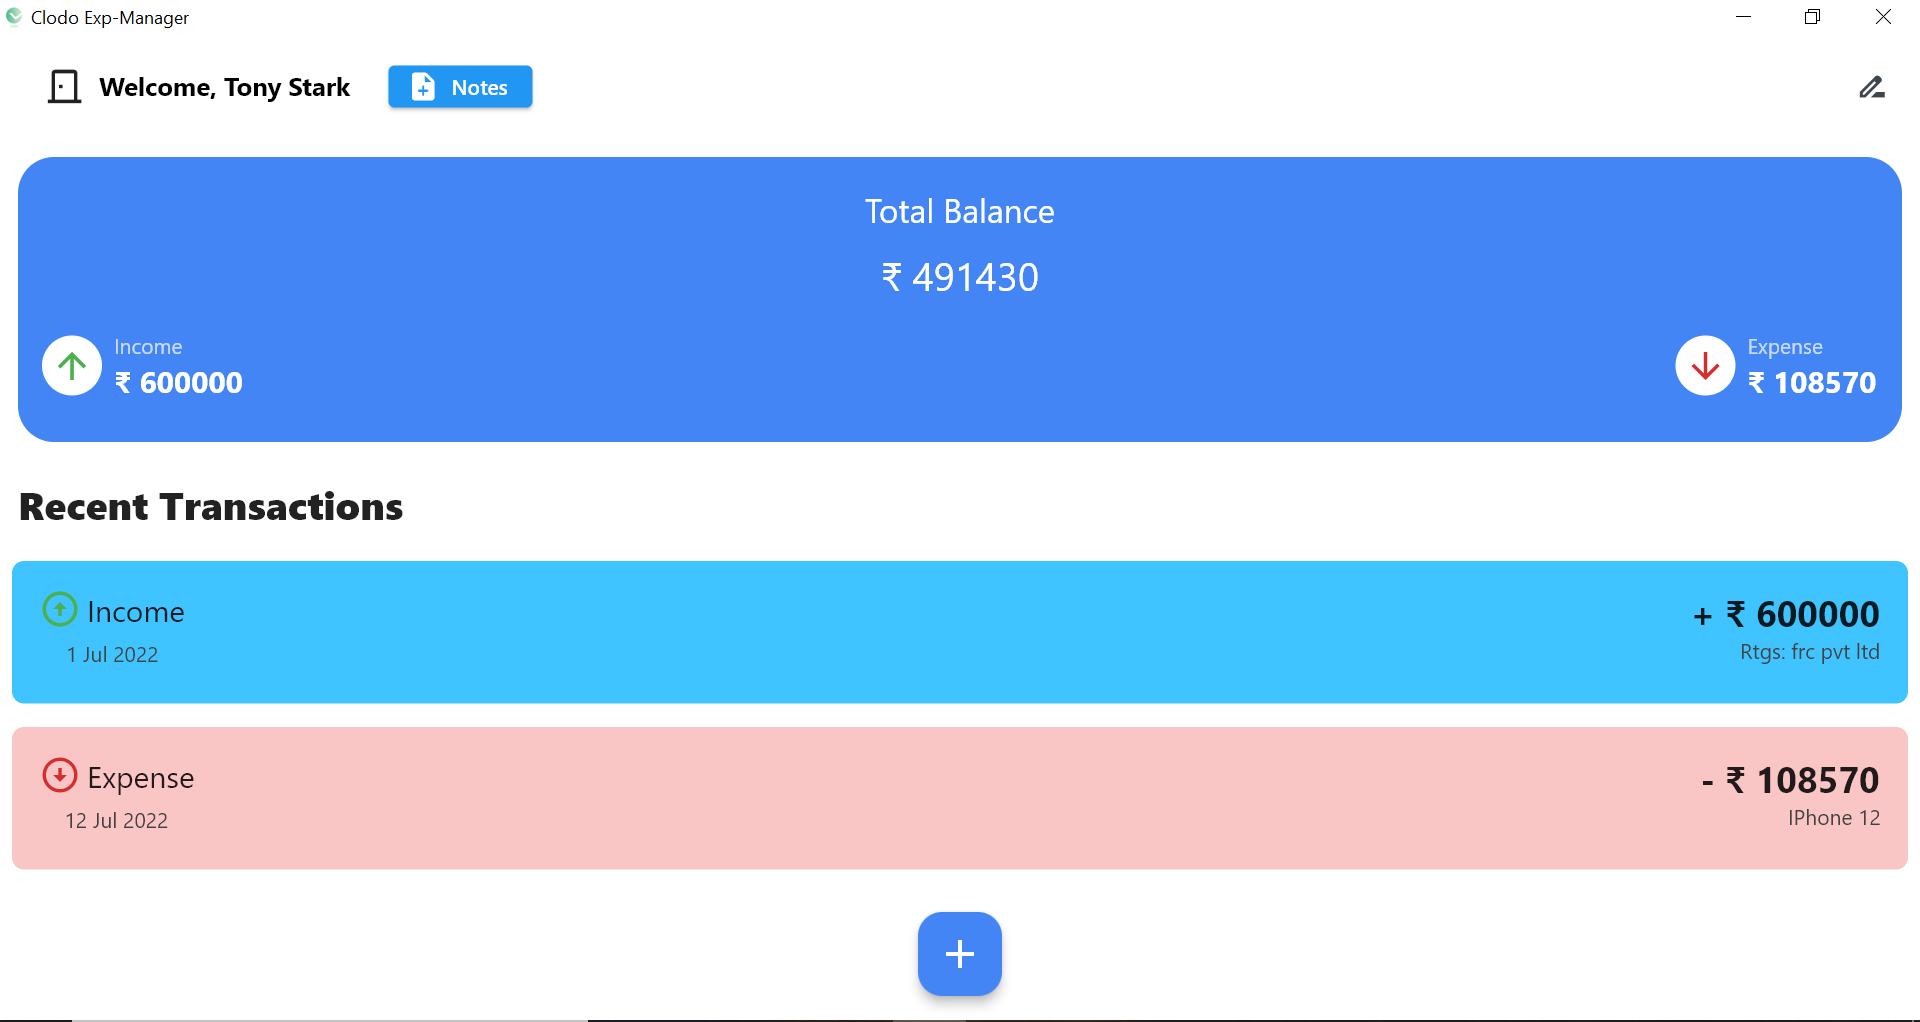 Clodo Exp-Manager
Welcome, Tony Stark
Notes
Total Balance
₹ 491430
Income
₹ 600000
Expense
₹ 108570
Recent Transactions
Income
+ ₹ 600000
1 Jul 2022
Rtgs: frc pvt ltd
Expense
- ₹ 108570
12 Jul 2022
IPhone 12